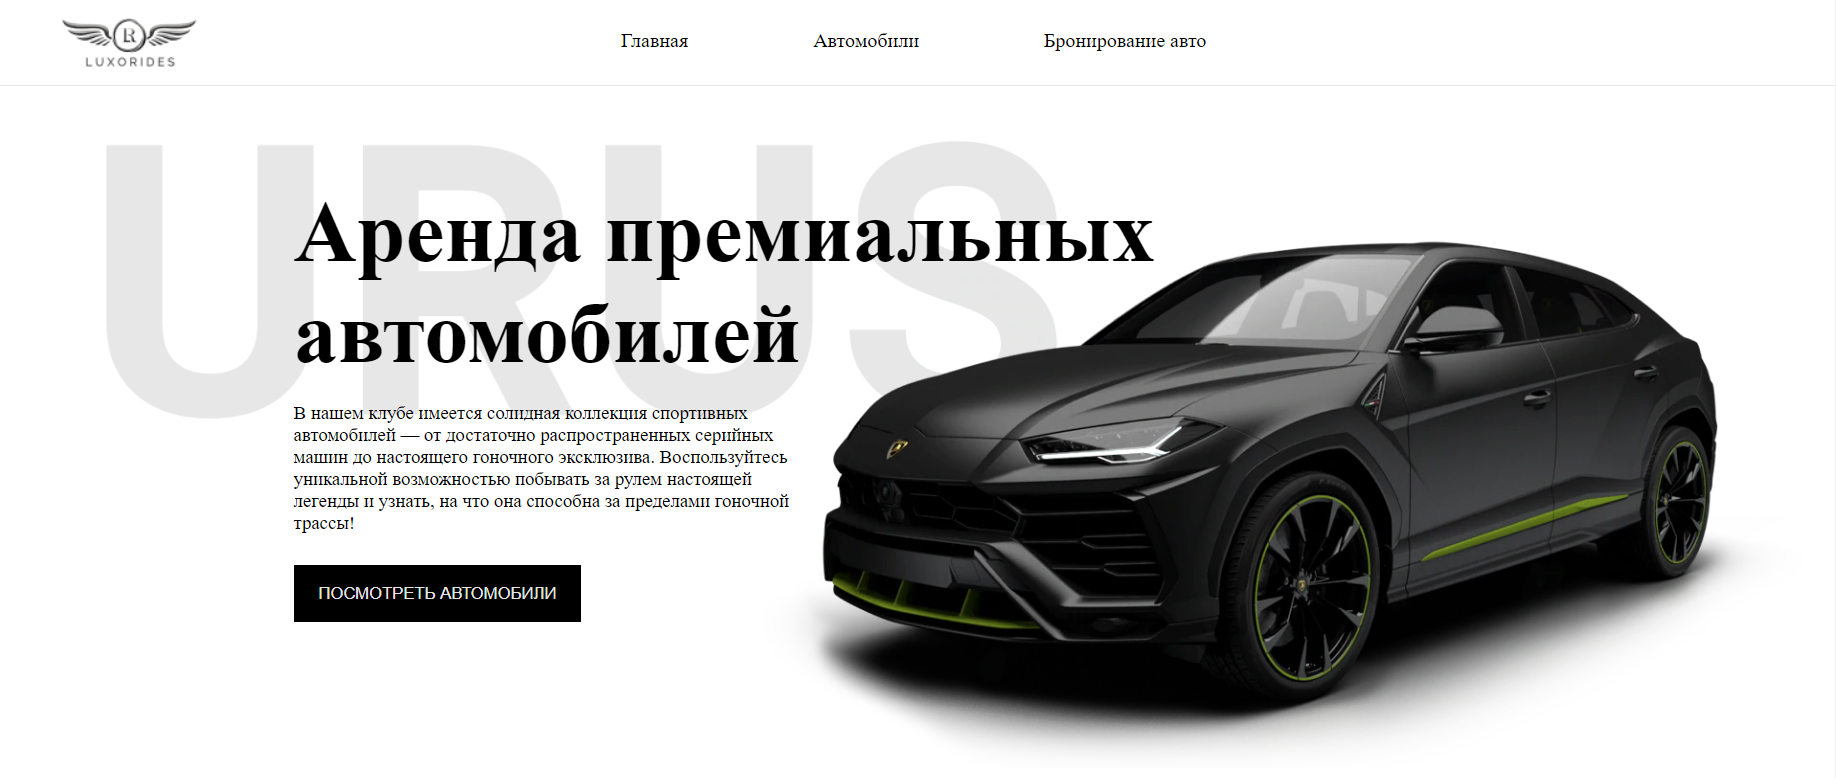 LR
LUXORIDES
Главная
Автомобили
Бронирование авто
URUS
Аренда премиальных
автомобилей
В нашем клубе имеется солидная коллекция спортивных
автомобилей — от достаточно распространенных серийных
машин до настоящего гоночного эксклюзива. Воспользуйтесь
уникальной возможностью побывать за рулем настоящей
легенды и узнать, на что она способна за пределами гоночной
трассы!
ПОСМОТРЕТЬ АВТОМОБИЛИ